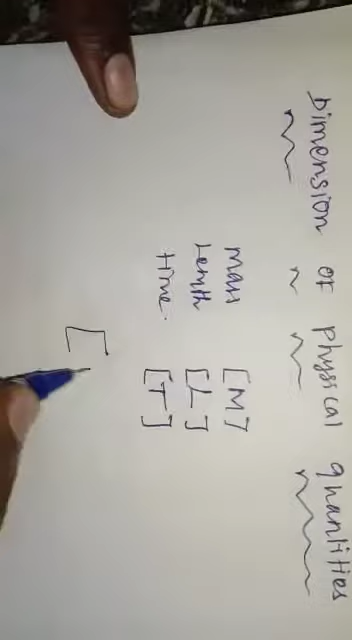 Dimension of Physical quantities
Mass [M]
Length [L]
time. [T]
[